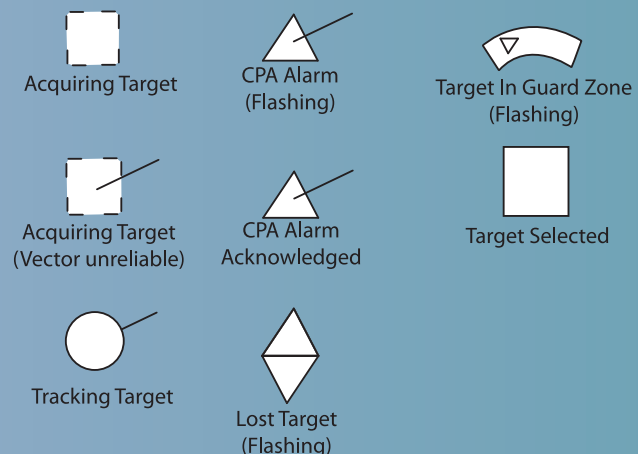 Acquiring Target
CPA Alarm
(Flashing)
Target In Guard Zone
(Flashing)
Acquiring Target
(Vector unreliable)
CPA Alarm
Acknowledged
Target Selected
Tracking Target
Lost Target
(Flashing)